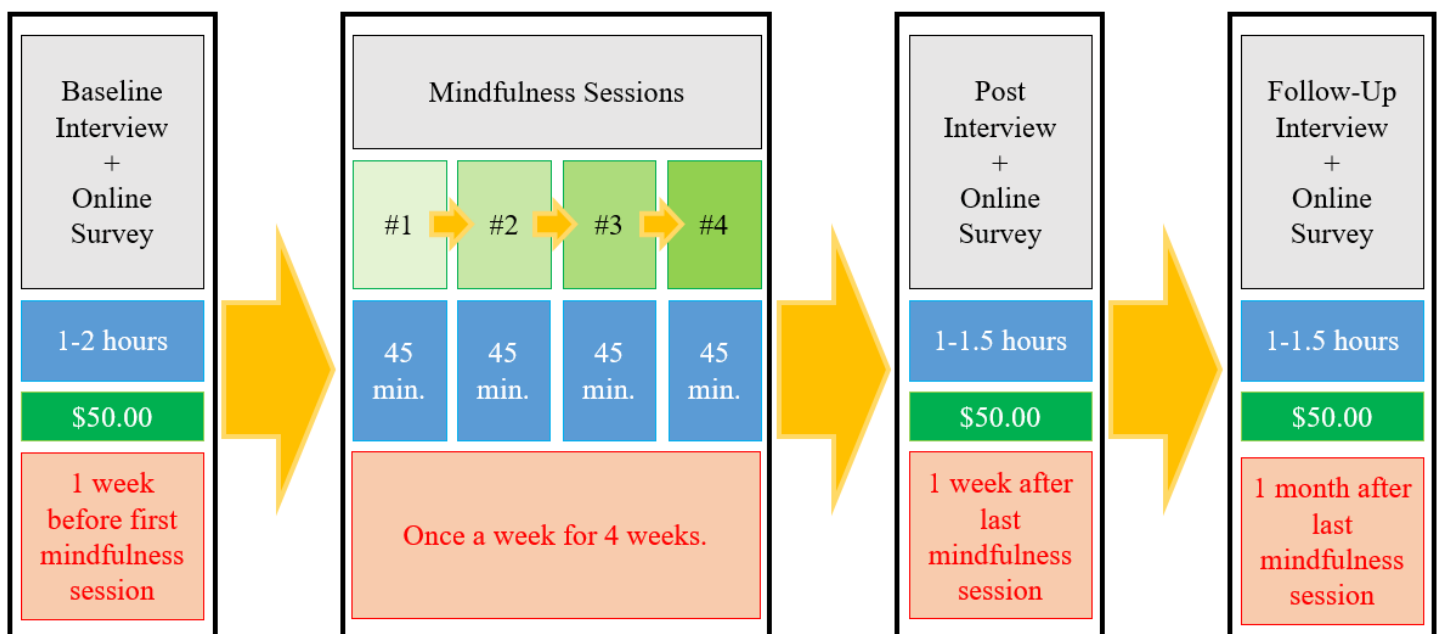 Baseline
Interview
+
Online
Survey
1-2 hours
$50.00
1 week
before first
mindfulness
session
Mindfulness Sessions
#1
#2
#3
#4
45
min.
45
min.
45
min.
45
min.
Once a week for 4 weeks.
Post
Interview
+
Online
Survey
1-1.5 hours
$50.00
1 week after
last
mindfulness
session
Follow-Up
Interview
+
Online
Survey
1-1.5 hours
$50.00
1 month after
last
mindfulness
session